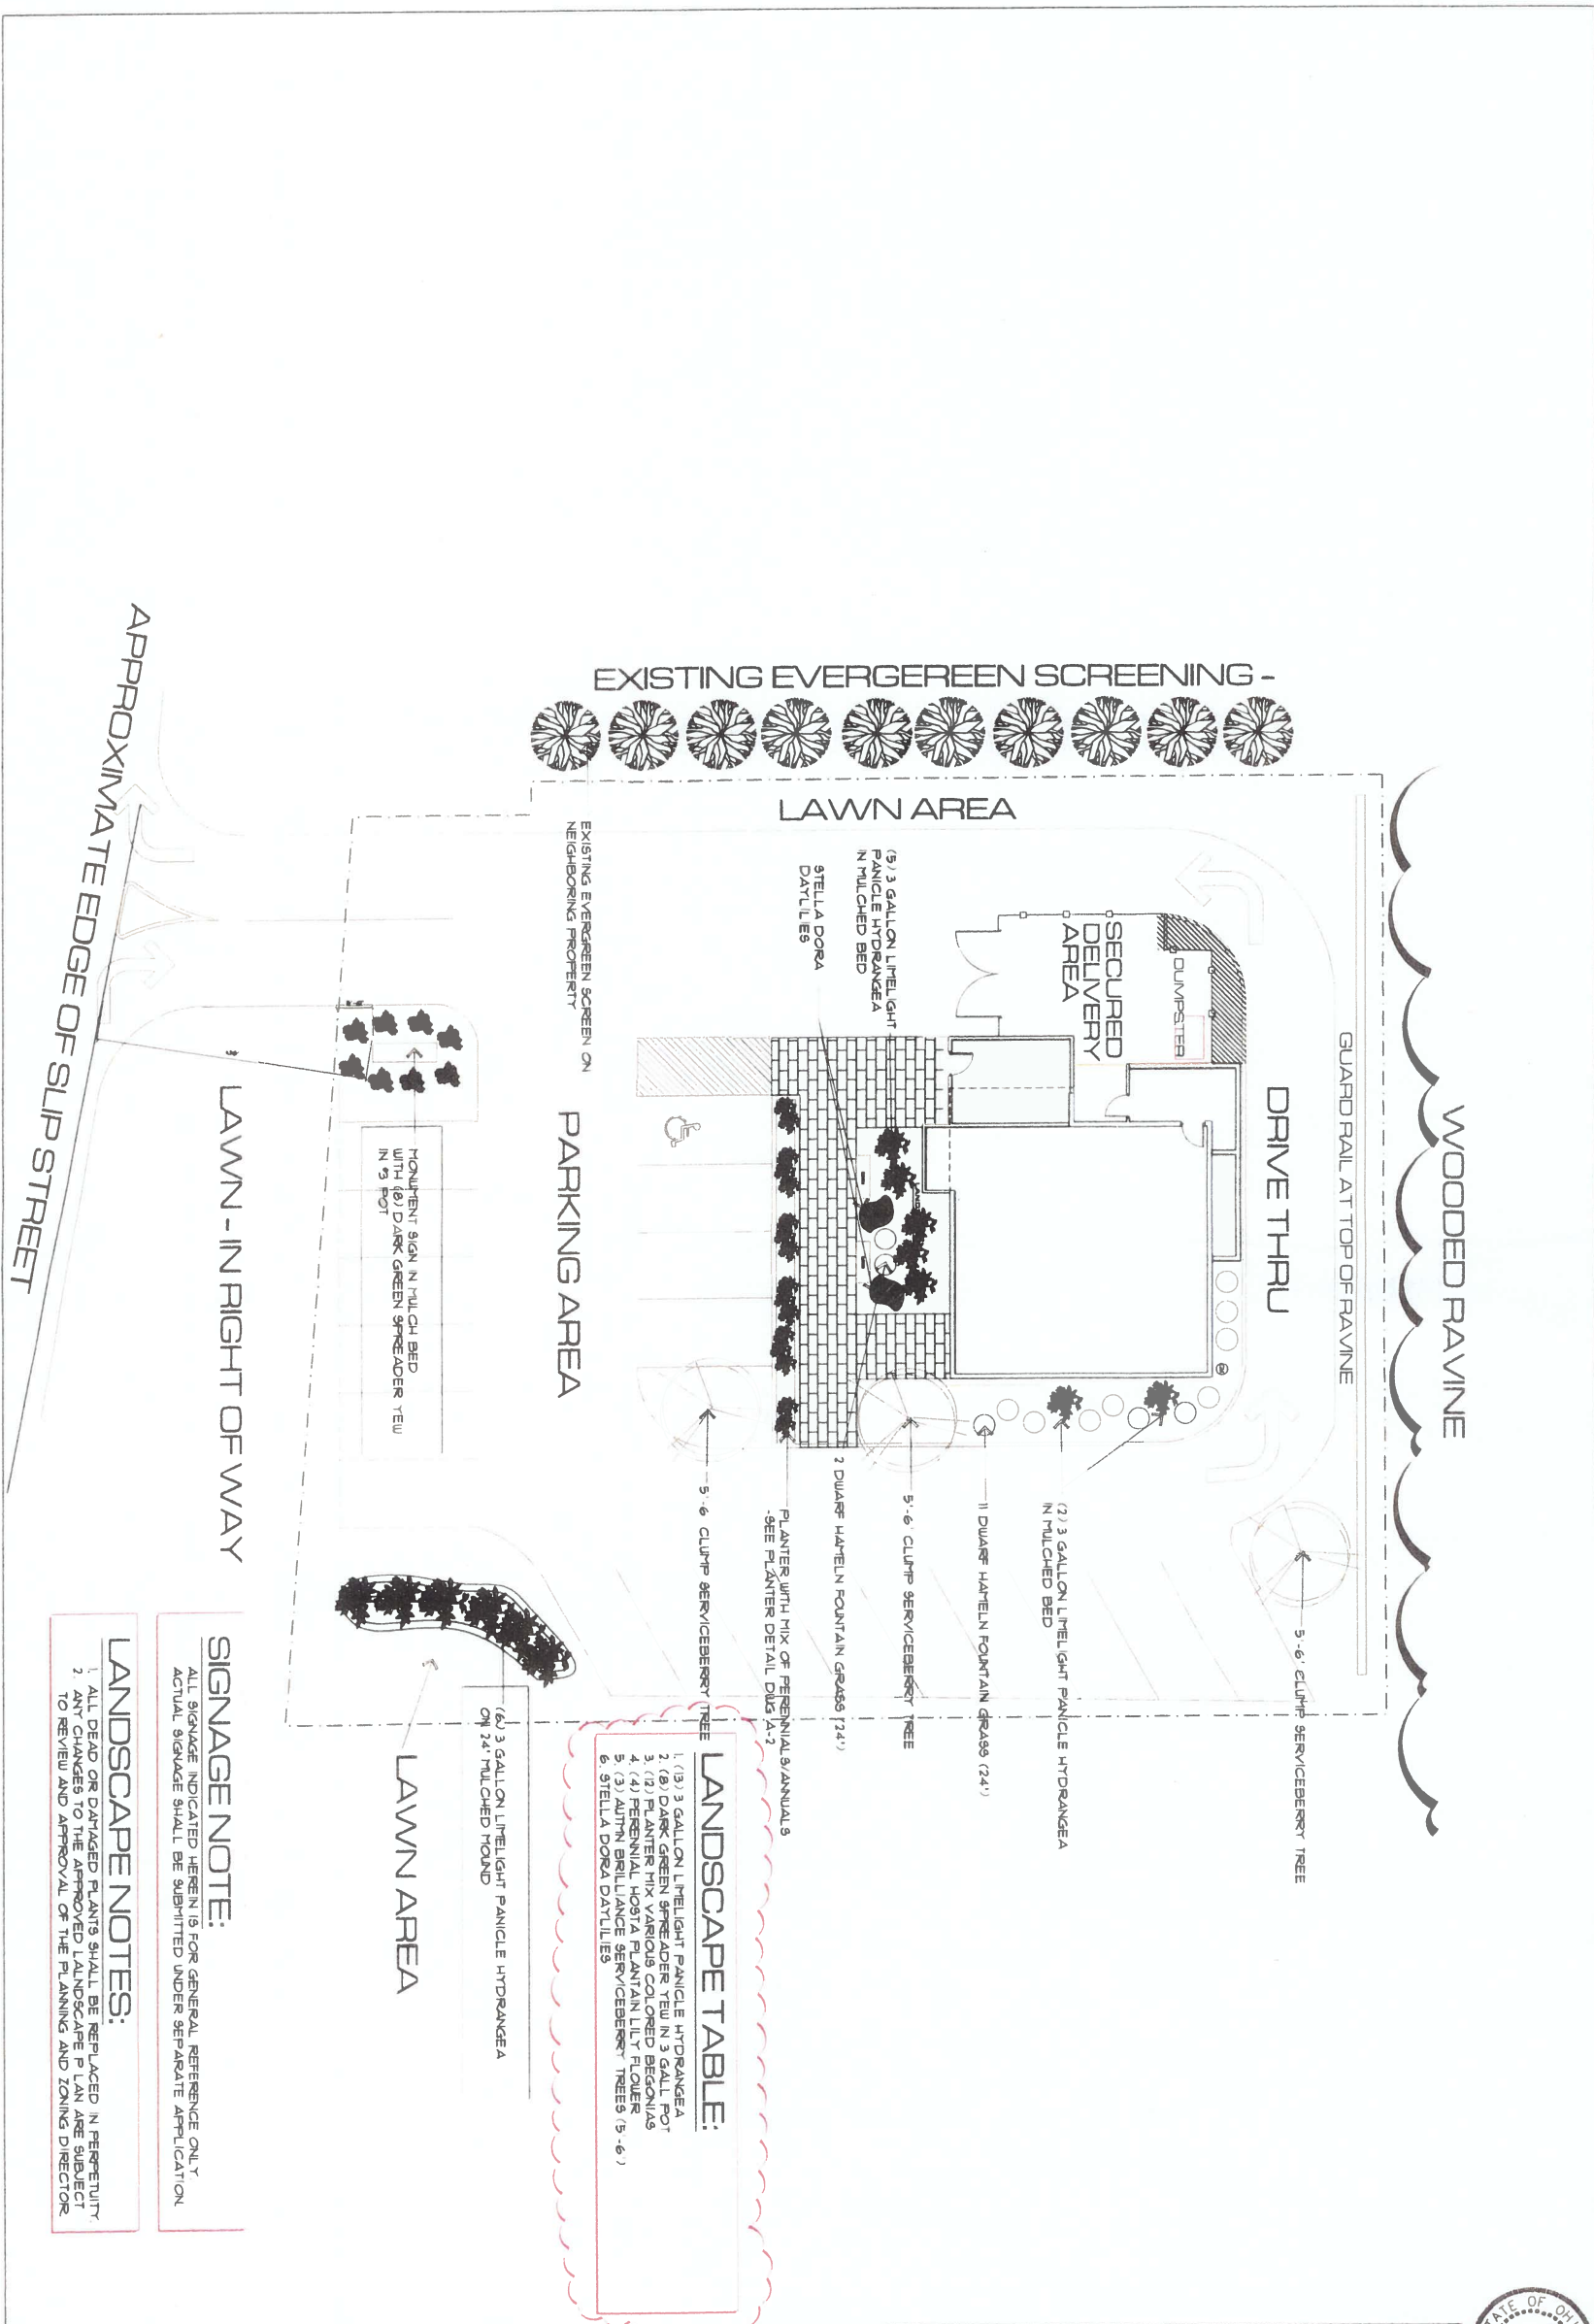 WOODED RAVINE
GUARD RAIL AT TOP OF RAVINE
DRIVE THRU
EXISTING EVERGEREEN SCREENING -
LAWN AREA
SECURED
DELIVERY
AREA
DUMPSTER
(5) 3 GALLON LIMELIGHT
PANICLE HYDRANGEA
IN MULCHED BED
STELLA DORA
DAYLILIES
EXISTING EVERGREEN SCREEN ON
NEIGHBORING PROPERTY
5'-6' CLUMP SERVICEBERRY TREE
(2) 3 GALLON LIMELIGHT PANICLE HYDRANGEA
IN MULCHED BED
11 DWARF HAMELN FOUNTAIN GRASS (24")
5'-6' CLUMP SERVICEBERRY TREE
2 DWARF HAMELN FOUNTAIN GRASS (24")
PLANTER WITH MIX OF PERENNIALS/ANNUALS
-SEE PLANTER DETAIL DWG A-2
5'-6' CLUMP SERVICEBERRY TREE
PARKING AREA
MONUMENT SIGN IN MULCH BED
WITH (8) DARK GREEN SPREADER YEW
IN #3 POT
(6) 3 GALLON LIMELIGHT PANICLE HYDRANGEA
ON 24" MULCHED MOUND
LAWN AREA
LAWN - IN RIGHT OF WAY
APPROXIMATE EDGE OF SLIP STREET
LANDSCAPE TABLE:
1. (13) 3 GALLON LIMELIGHT PANICLE HYDRANGEA
2. (8) DARK GREEN SPREADER YEW IN 3 GALL POT
3. (12) PLANTER MIX VARIOUS COLORED BEGONIAS
4. (4) PERENNIAL HOSTA PLANTAIN LILY FLOWER
5. (3) AUTMN BRILLIANCE SERVICEBERRY TREES (5'-6')
6. STELLA DORA DAYLILIES
SIGNAGE NOTE:
ALL SIGNAGE INDICATED HEREIN IS FOR GENERAL REFERENCE ONLY.
ACTUAL SIGNAGE SHALL BE SUBMITTED UNDER SEPARATE APPLICATION.
LANDSCAPE NOTES:
1. ALL DEAD OR DAMAGED PLANTS SHALL BE REPLACED IN PERPETUITY.
2. ANY CHANGES TO THE APPROVED LALNDSCAPE P LAN ARE SUBJECT
TO REVIEW AND APPROVAL OF THE PLANNING AND ZONING DIRECTOR.
OF